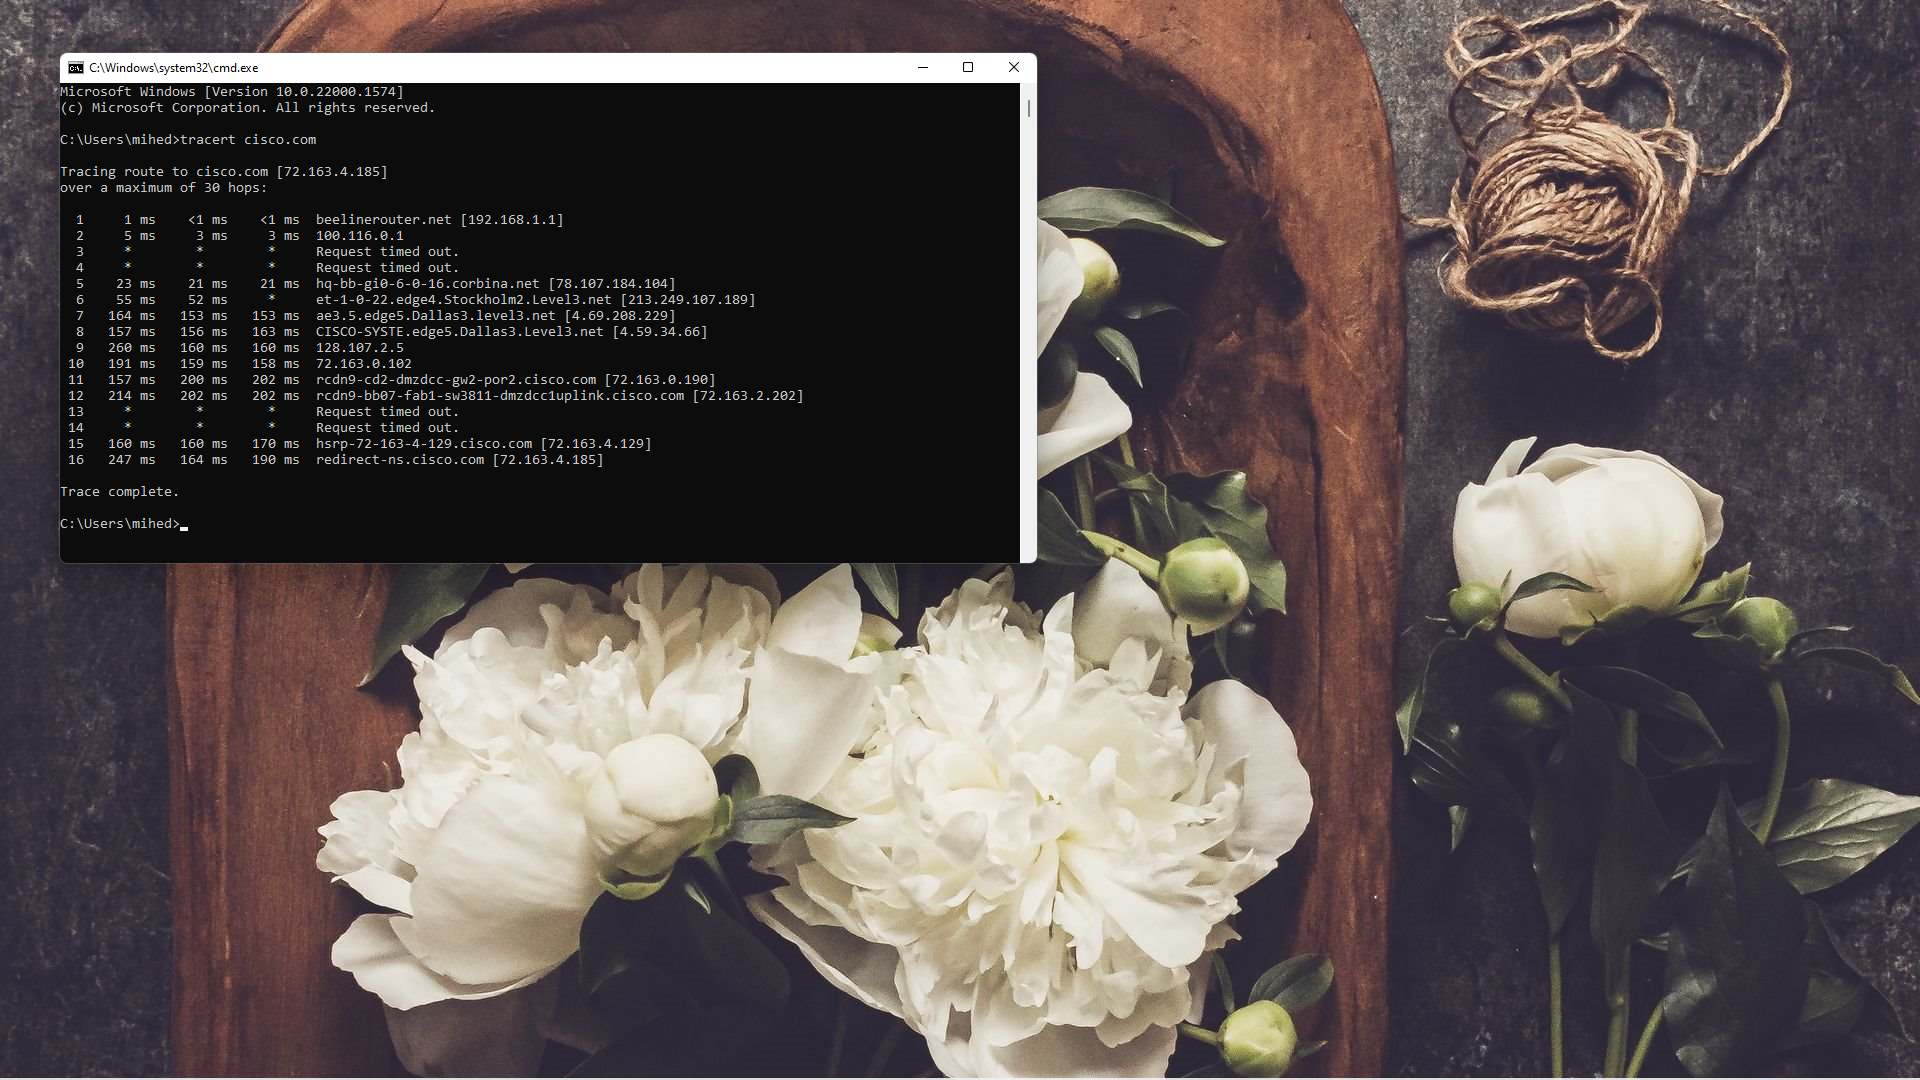 C:\Windows\system32\cmd.exe
Microsoft Windows [Version 10.0.22000.1574]
(c) Microsoft Corporation. All rights reserved.
C:\Users\mihed>tracert cisco.com
Tracing route to cisco.com [72.163.4.185]
over a maximum of 30 hops:
1 1 ms <1 ms <1 ms beelinerouter.net [192.168.1.1]
2 5 ms 3 ms 3 ms 100.116.0.1
3 * * * Request timed out.
4 * * * Request timed out.
5 23 ms 21 ms 21 ms hq-bb-gi0-6-0-16.corbina.net [78.107.184.104]
6 55 ms 52 ms * et-1-0-22.edge4.Stockholm2.Level3.net [213.249.107.189]
7 164 ms 153 ms 153 ms ae3.5.edge5.Dallas3.level3.net [4.69.208.229]
8 157 ms 156 ms 163 ms CISCO-SYSTE.edge5.Dallas3.Level3.net [4.59.34.66]
9 260 ms 160 ms 160 ms 128.107.2.5
10 191 ms 159 ms 158 ms 72.163.0.102
11 157 ms 200 ms 202 ms rcdn9-cd2-dmzdcc-gw2-por2.cisco.com [72.163.0.190]
12 214 ms 202 ms 202 ms rcdn9-bb07-fab1-sw3811-dmzdcc1uplink.cisco.com [72.163.2.202]
13 * * * Request timed out.
14 * * * Request timed out.
15 160 ms 160 ms 170 ms hsrp-72-163-4-129.cisco.com [72.163.4.129]
16 247 ms 164 ms 190 ms redirect-ns.cisco.com [72.163.4.185]
Trace complete.
C:\Users\mihed>